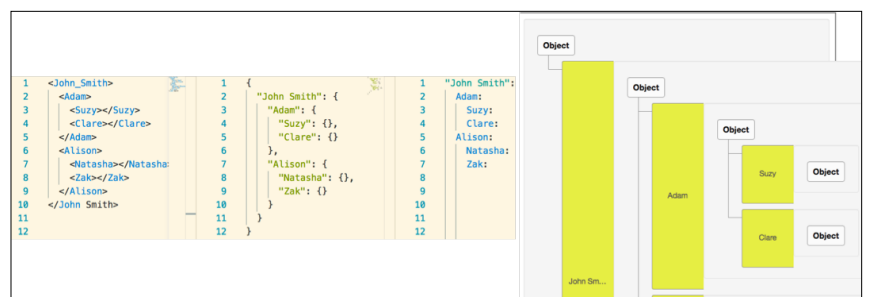 1 <John_Smith>
2 <Adam>
3 <Suzy></Suzy>
4 <Clare></Clare>
5 </Adam>
6 <Alison>
7 <Natasha></Natasha>
8 <Zak></Zak>
9 </Alison>
10 </John Smith>
11
12
1 {
2 "John Smith": {
3 "Adam": {
4 "Suzy": {},
5 "Clare": {}
6 },
7 "Alison": {
8 "Natasha": {},
9 "Zak": {}
10 }
11 }
12 }
1 "John Smith":
2 Adam:
3 Suzy:
4 Clare:
5 Alison:
6 Natasha:
7 Zak:
8
9
10
11
12
Object
John Sm...
Object
Adam
Object
Suzy
Object
Clare
Object